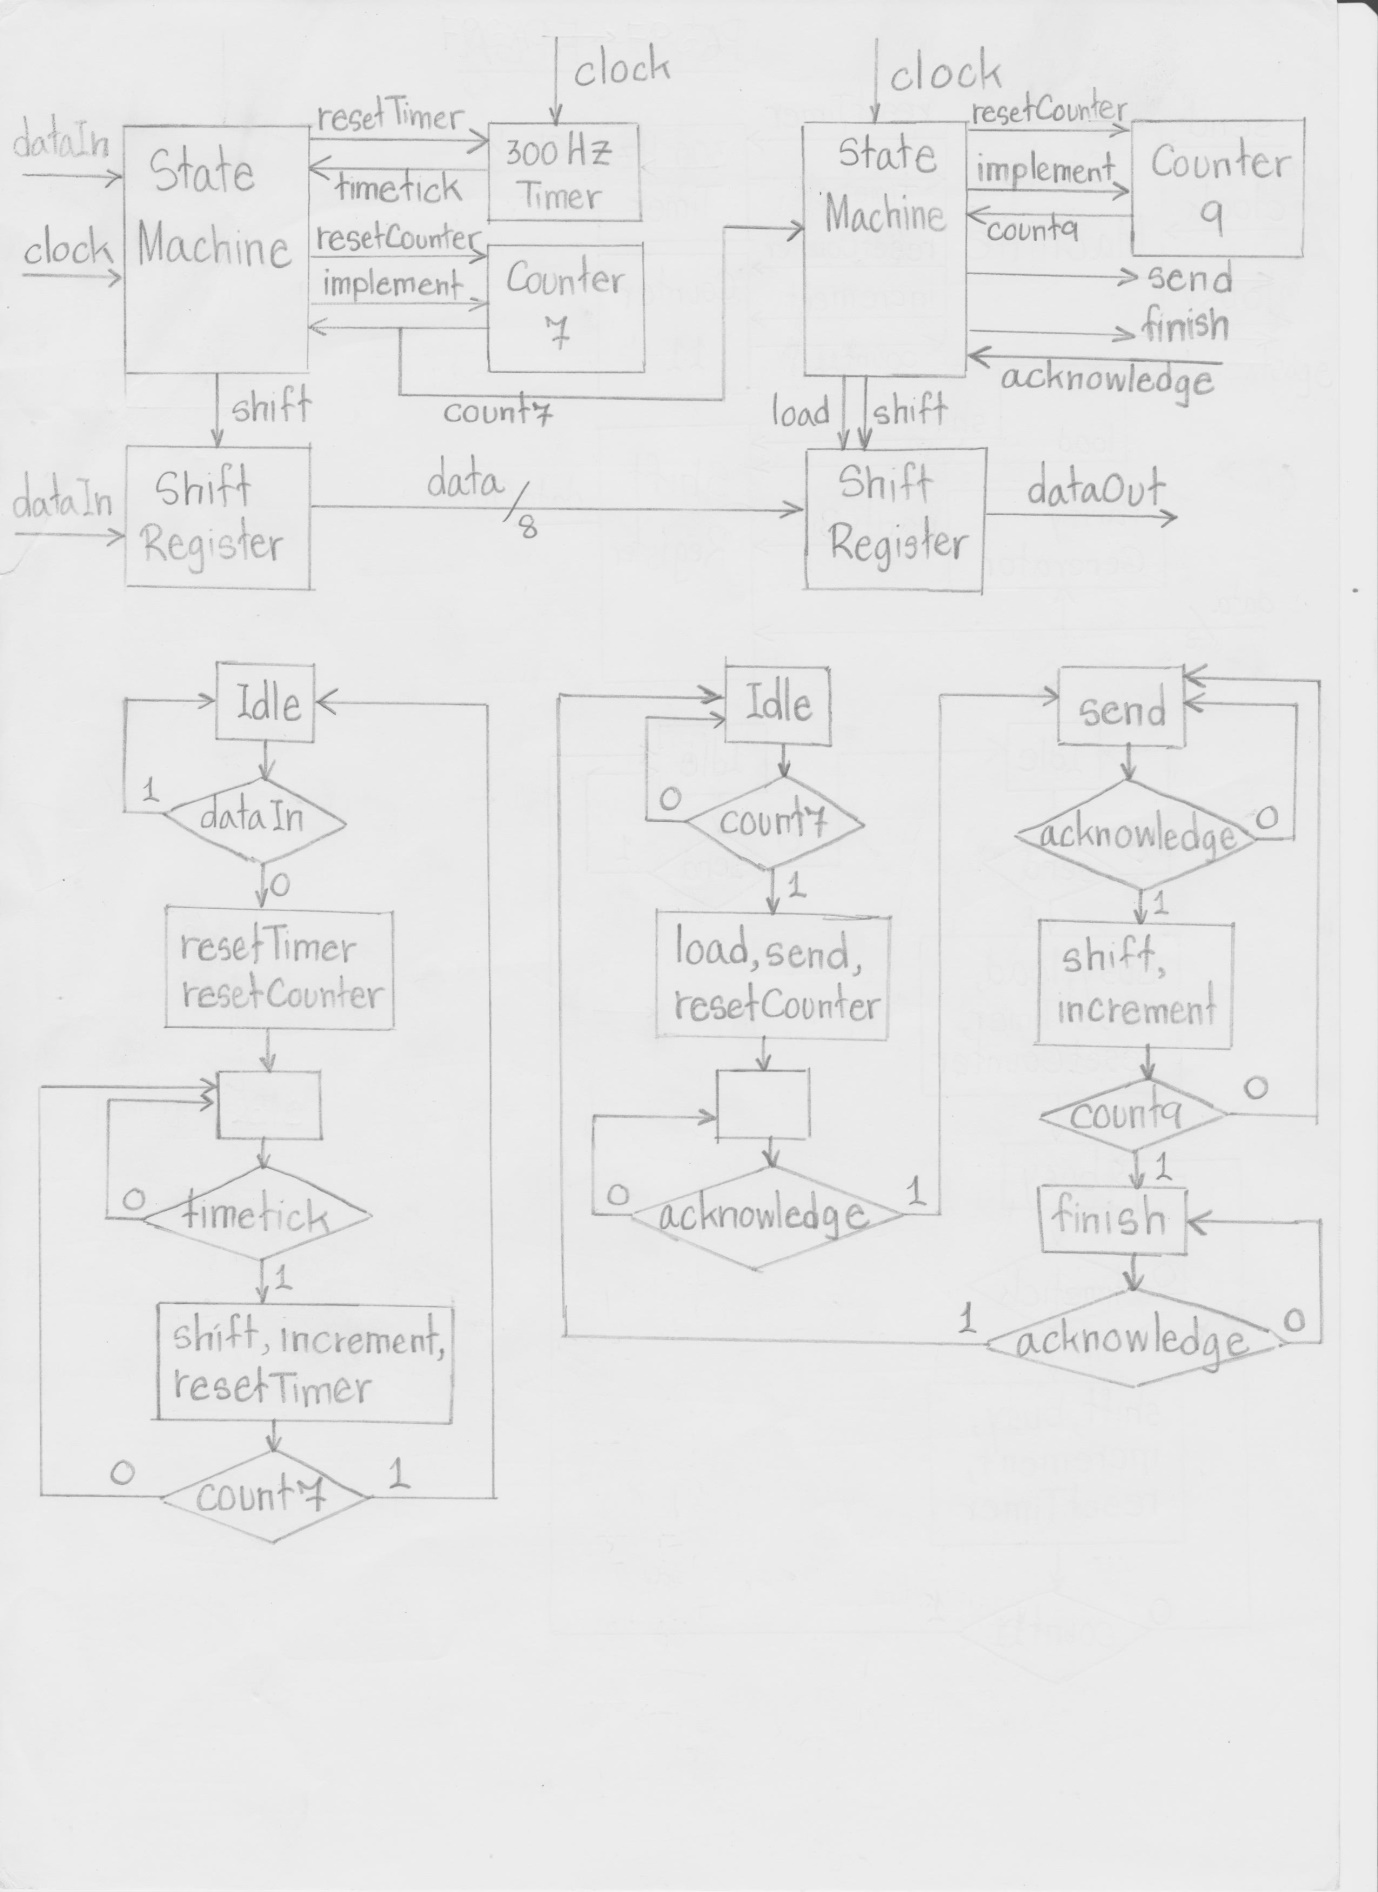 clock
clock
dataIn
clock
State
Machine
resetTimer
timetick
resetCounter
implement
300 Hz
Timer
Counter
7
State
Machine
resetCounter
implement
count9
Counter
9
send
finish
acknowledge
shift
count7
load
shift
dataIn
Shift
Register
data
8
Shift
Register
dataOut
Idle
1
dataIn
0
resetTimer
resetCounter
0
timetick
1
shift, increment,
resetTimer
0
count7
1
Idle
0
count7
1
load, send,
resetCounter
0
acknowledge
1
send
acknowledge
0
1
shift,
increment
count9
0
1
finish
1
acknowledge
0